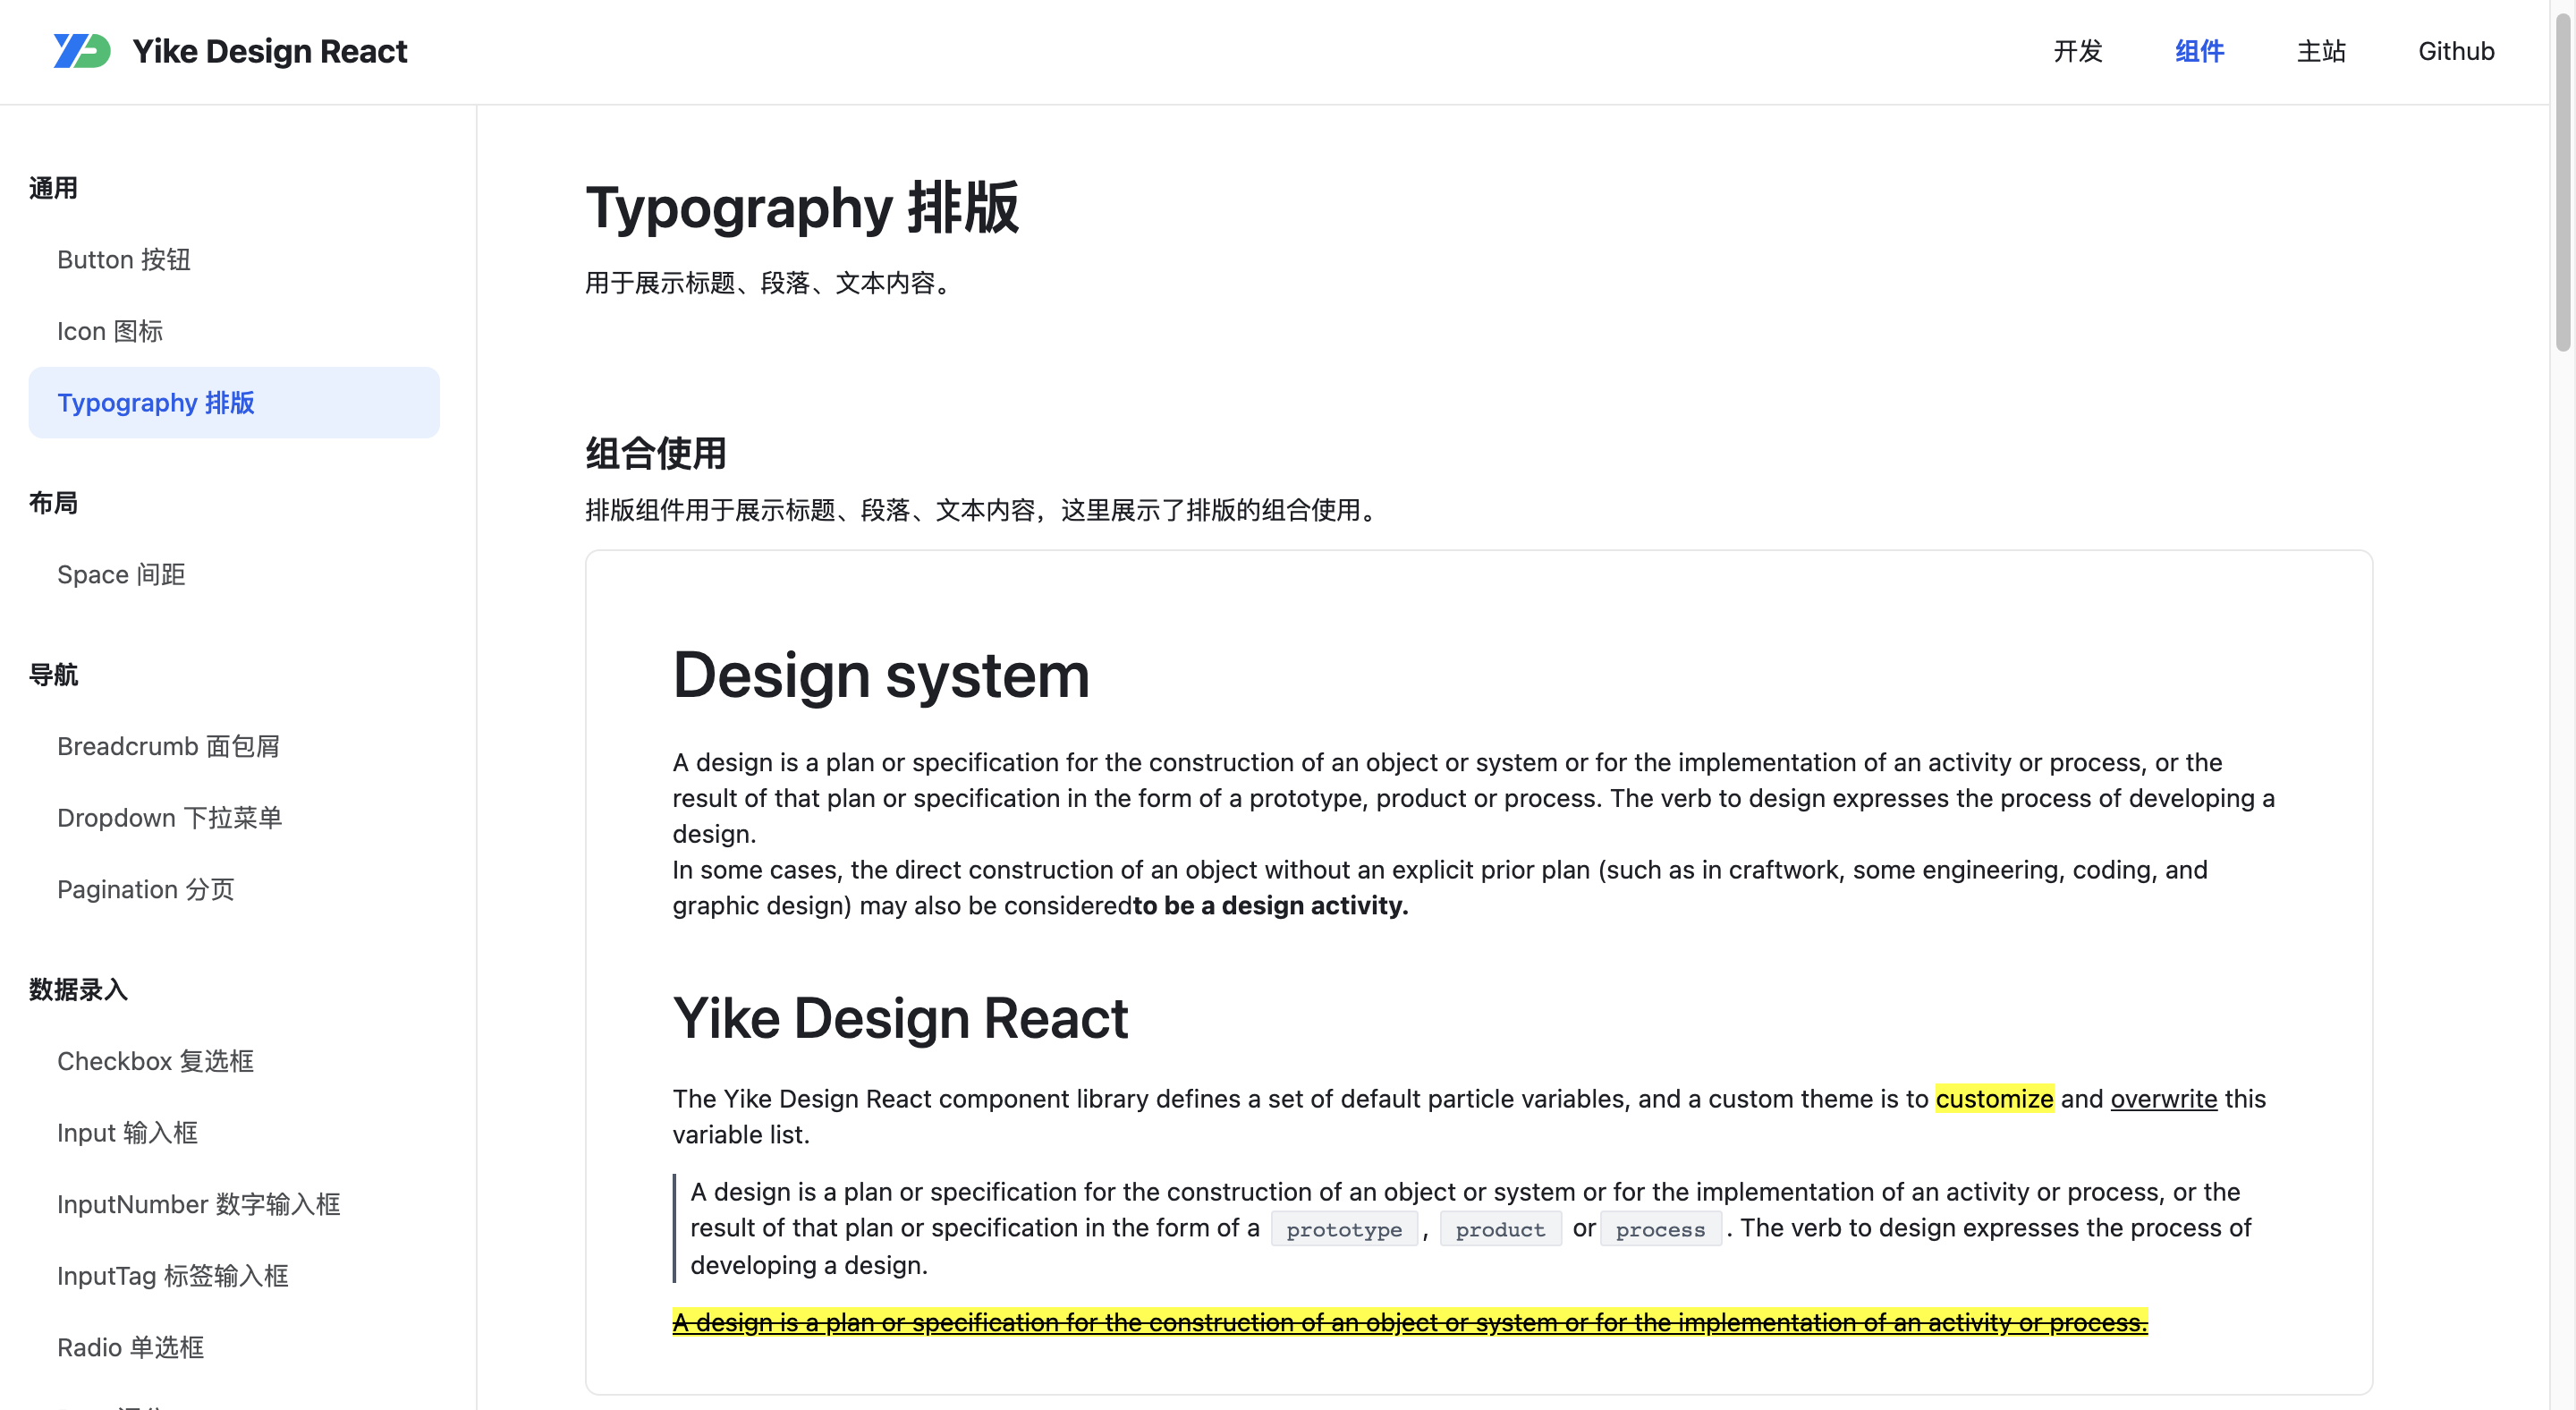 Yike Design React
开发
组件
主站
Github
通用
Button 按钮
Icon 图标
Typography 排版
布局
Space 间距
导航
Breadcrumb 面包屑
Dropdown 下拉菜单
Pagination 分页
数据录入
Checkbox 复选框
Input 输入框
InputNumber 数字输入框
InputTag 标签输入框
Radio 单选框
Typography 排版
用于展示标题、段落、文本内容。
组合使用
排版组件用于展示标题、段落、文本内容，这里展示了排版的组合使用。
Design system
A design is a plan or specification for the construction of an object or system or for the implementation of an activity or process, or the
result of that plan or specification in the form of a prototype, product or process. The verb to design expresses the process of developing a
design.
In some cases, the direct construction of an object without an explicit prior plan (such as in craftwork, some engineering, coding, and
graphic design) may also be consideredto be a design activity.
Yike Design React
The Yike Design React component library defines a set of default particle variables, and a custom theme is to customize and overwrite this
variable list.
A design is a plan or specification for the construction of an object or system or for the implementation of an activity or process, or the
result of that plan or specification in the form of a prototype , product or process . The verb to design expresses the process of
developing a design.
A design is a plan or specification for the construction of an object or system or for the implementation of an activity or process.